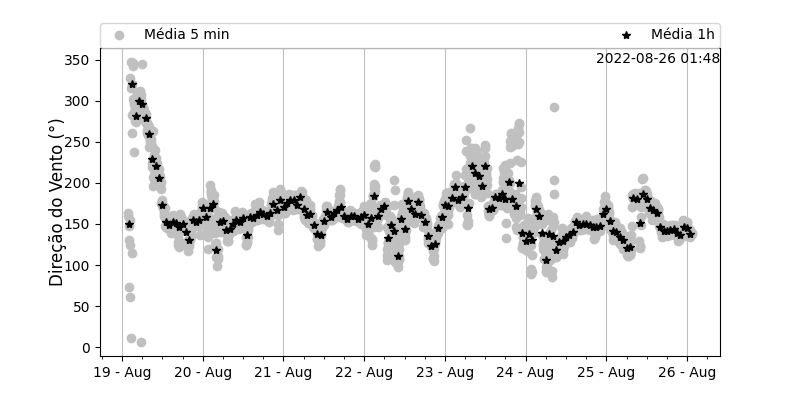 Média 5 min
Média 1h
2022-08-26 01:48
Direção do Vento (°)
350
300
250
200
150
100
50
0
19 - Aug
20 - Aug
21 - Aug
22 - Aug
23 - Aug
24 - Aug
25 - Aug
26 - Aug